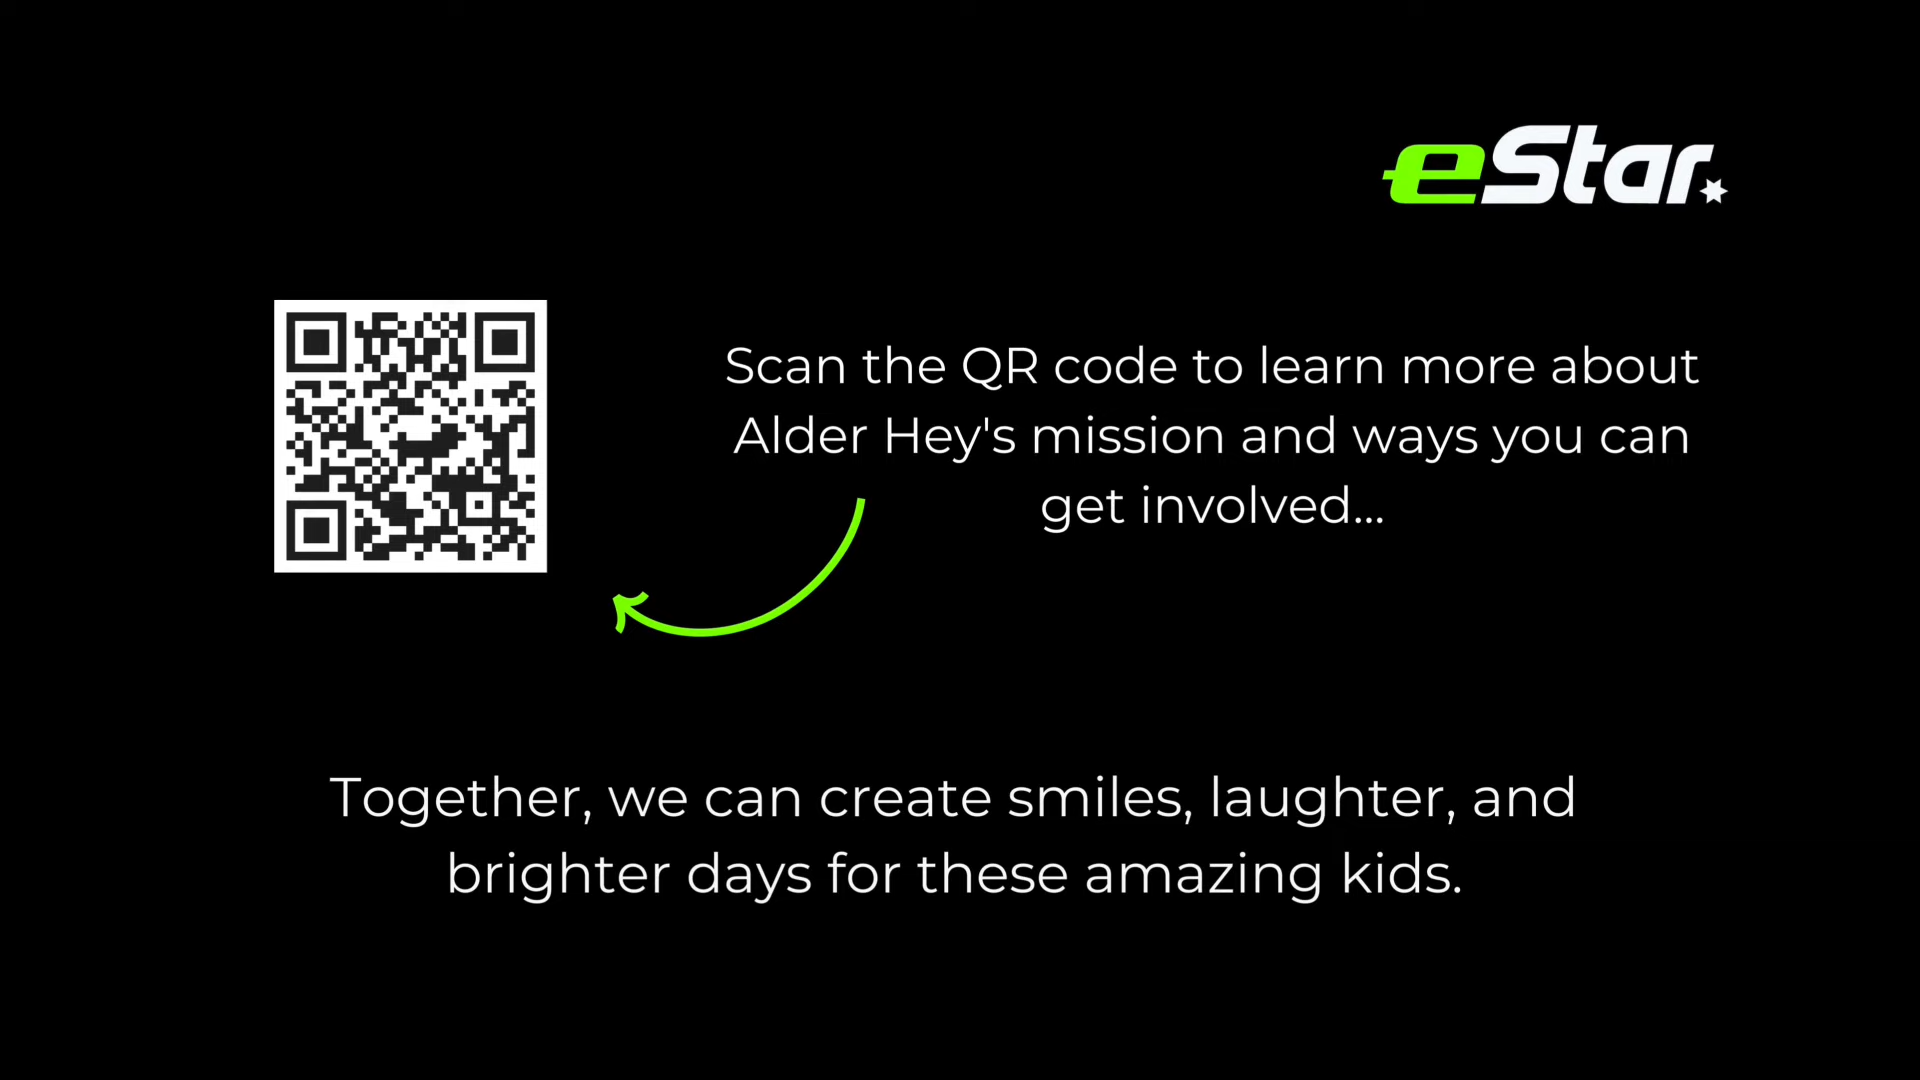 eStar
Scan the QR code to learn more about
Alder Hey's mission and ways you can
get involved...
Together, we can create smiles, laughter, and
brighter days for these amazing kids.